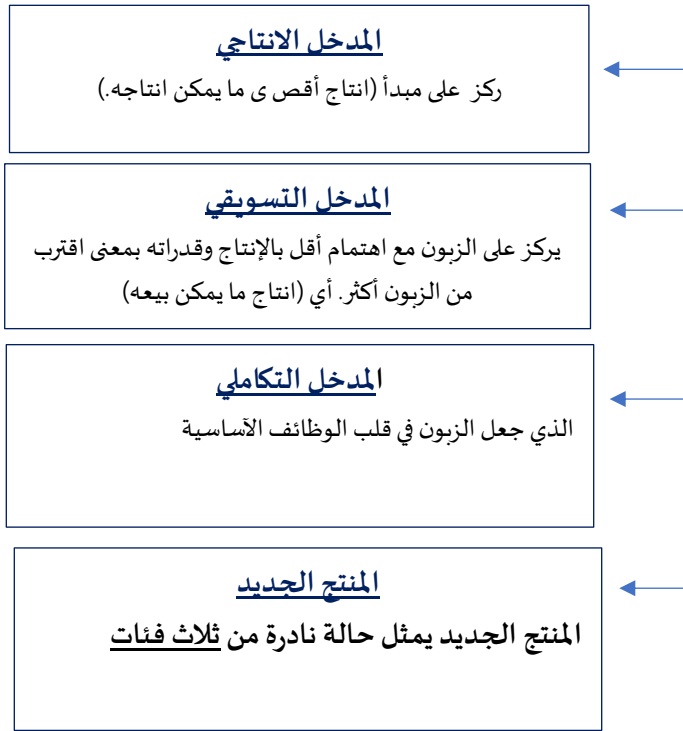 المدخل الانتاجي
ركز على مبدأ (انتاج أقص ى ما يمكن انتاجه.)
المدخل التسويقي
يركز على الزبون مع اهتمام أقل بالإنتاج وقدراته بمعنى اقترب
من الزبون أكثر. أي (انتاج ما يمكن بيعه)
المدخل التكاملي
الذي جعل الزبون في قلب الوظائف الآساسية
المنتج الجديد
المنتج الجديد يمثل حالة نادرة من ثلاث فئات